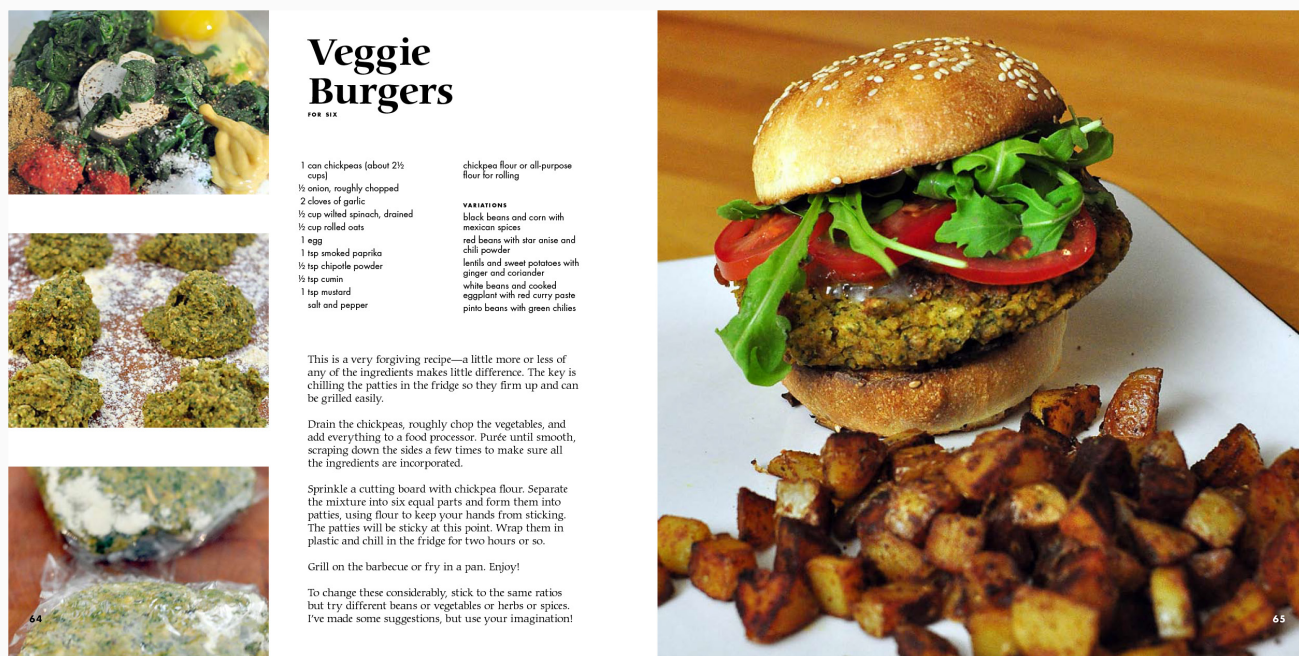 Veggie
Burgers
FOR SIX
1 can chickpeas (about 2½
cups)
½ onion, roughly chopped
2 cloves of garlic
½ cup wilted spinach, drained
½ cup rolled oats
1 egg
1 tsp smoked paprika
½ tsp chipotle powder
½ tsp cumin
1 tsp mustard
salt and pepper
chickpea flour or all-purpose
flour for rolling
VARIATIONS
black beans and corn with
mexican spices
red beans with star anise and
chili powder
lentils and sweet potatoes with
ginger and coriander
white beans and cooked
eggplant with red curry paste
pinto beans with green chilies
This is a very forgiving recipe—a little more or less of
any of the ingredients makes little difference. The key is
chilling the patties in the fridge so they firm up and can
be grilled easily.
Drain the chickpeas, roughly chop the vegetables, and
add everything to a food processor. Purée until smooth,
scraping down the sides a few times to make sure all
the ingredients are incorporated.
Sprinkle a cutting board with chickpea flour. Separate
the mixture into six equal parts and form them into
patties, using flour to keep your hands from sticking.
The patties will be sticky at this point. Wrap them in
plastic and chill in the fridge for two hours or so.
Grill on the barbecue or fry in a pan. Enjoy!
To change these considerably, stick to the same ratios
but try different beans or vegetables or herbs or spices.
I've made some suggestions, but use your imagination!
64
65